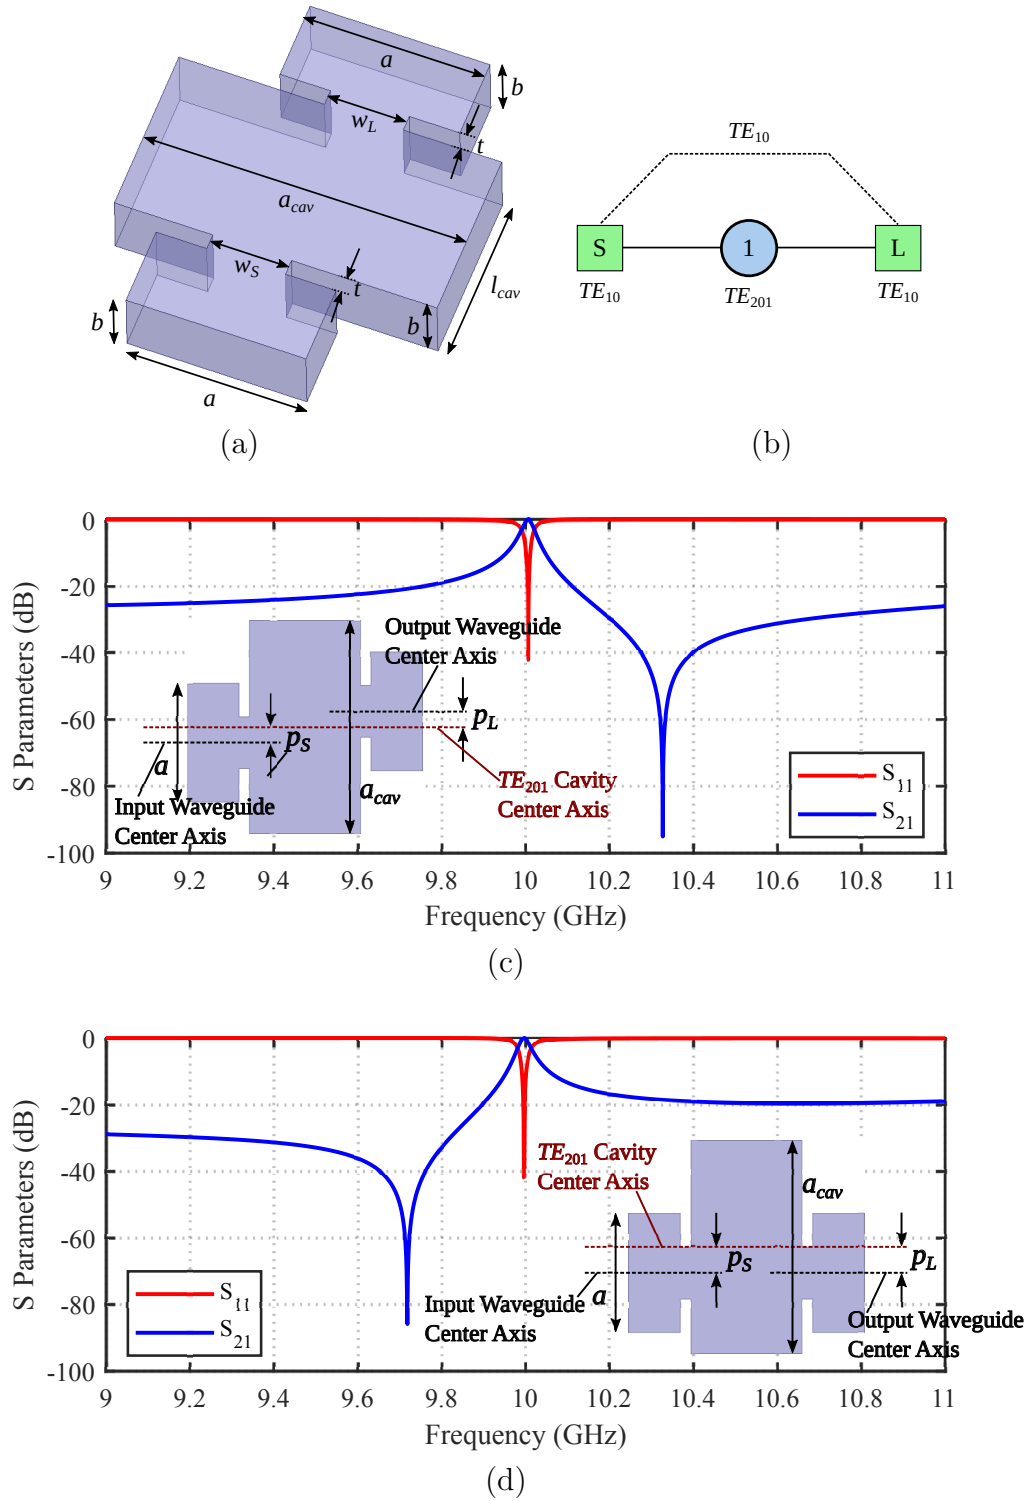 a
b
w_L
t
a_cav
w_S
t
l_cav
b
b
a
(a)
TE₁₀
S
1
L
TE₁₀
TE₂₀₁
TE₁₀
(b)
S Parameters (dB)
0
-20
-40
-60
-80
-100
Output Waveguide
Center Axis
p_S
p_L
a
a_cav
TE₂₀₁ Cavity
Center Axis
Input Waveguide
Center Axis
S₁₁
S₂₁
9 9.2 9.4 9.6 9.8 10 10.2 10.4 10.6 10.8 11
Frequency (GHz)
(c)
S Parameters (dB)
0
-20
-40
-60
-80
-100
TE₂₀₁ Cavity
Center Axis
a_cav
p_S
p_L
a
Input Waveguide
Center Axis
Output Waveguide
Center Axis
S₁₁
S₂₁
9 9.2 9.4 9.6 9.8 10 10.2 10.4 10.6 10.8 11
Frequency (GHz)
(d)